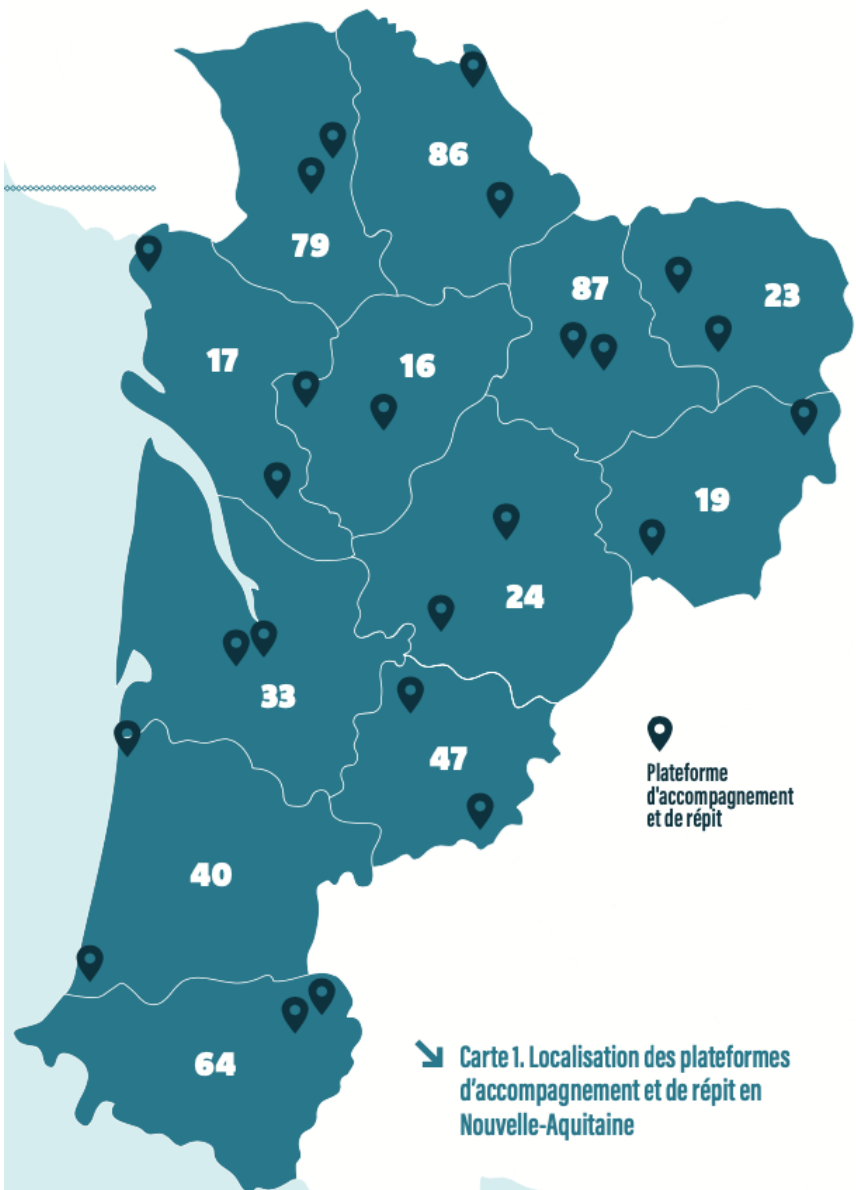 86
79
87
23
17
16
19
24
33
47
Plateforme
d'accompagnement
et de répit
40
64
Carte 1. Localisation des plateformes
d'accompagnement et de répit en
Nouvelle-Aquitaine